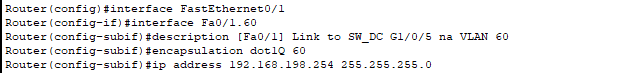 Router(config)#interface FastEthernet0/1
Router(config-if)#interface Fa0/1.60
Router(config-subif)#description [Fa0/1] Link to SW_DC G1/0/5 na VLAN 60
Router(config-subif)#encapsulation dot1Q 60
Router(config-subif)#ip address 192.168.198.254 255.255.255.0